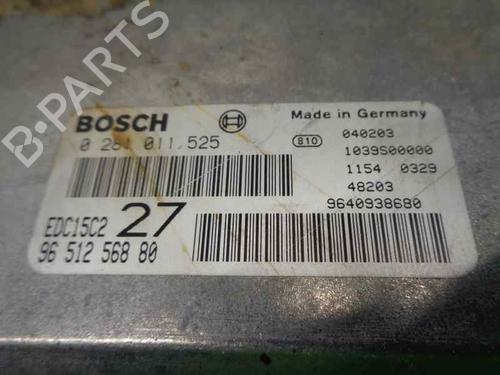 BOSCH
Made in Germany
0 281 011 525
810
040203
1039S00000
1154 0329
48203
9640938680
EDC15C2
27
96 512 568 80
B-PARTS